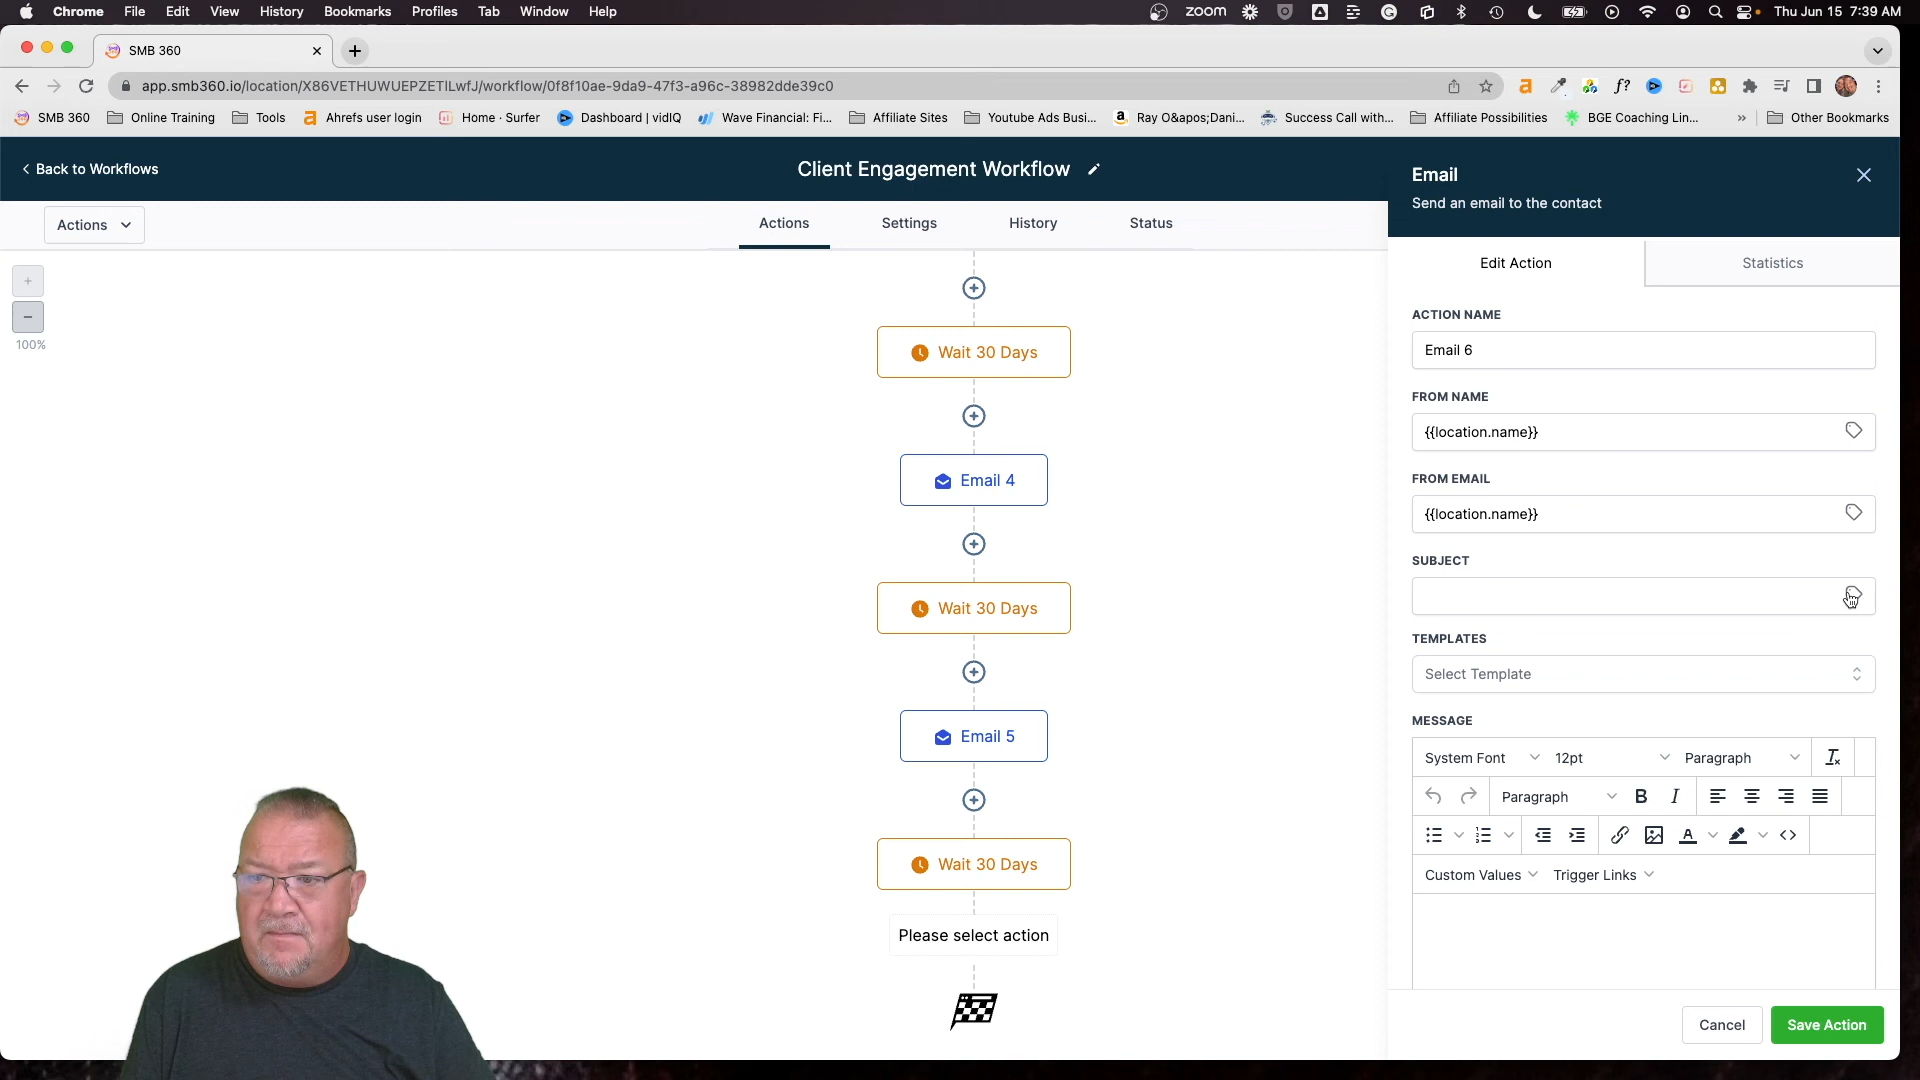 Chrome File Edit View History Bookmarks Profiles Tab Window Help
zoom Thu Jun 15 7:39 AM
SMB 360
app.smb360.io/location/X86VETHUWUEPZETILwfJ/workflow/0f8f10ae-9da9-47f3-a96c-38982dde39c0
f?
SMB 360 Online Training Tools Ahrefs user login Home · Surfer Dashboard | vidIQ Wave Financial: Fi... Affiliate Sites Youtube Ads Busi... Ray O&apos;Dani... Success Call with... Affiliate Possibilities BGE Coaching Lin... » Other Bookmarks
Back to Workflows
Client Engagement Workflow
Actions
Actions Settings History Status
100%
Wait 30 Days
Email 4
Wait 30 Days
Email 5
Wait 30 Days
Please select action
Email
Send an email to the contact
Edit Action Statistics
ACTION NAME
Email 6
FROM NAME
{{location.name}}
FROM EMAIL
{{location.name}}
SUBJECT
TEMPLATES
Select Template
MESSAGE
System Font 12pt Paragraph
Paragraph B I
Custom Values Trigger Links
Cancel Save Action